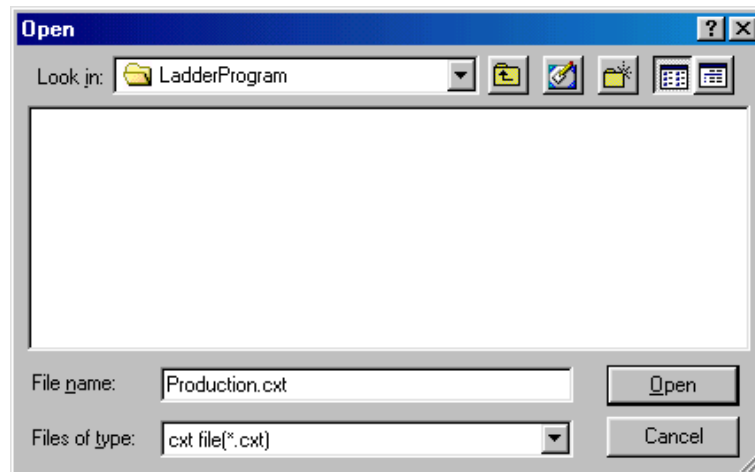 Open
Look in: LadderProgram
File name: Production.cxt Open
Files of type: cxt file(*.cxt) Cancel